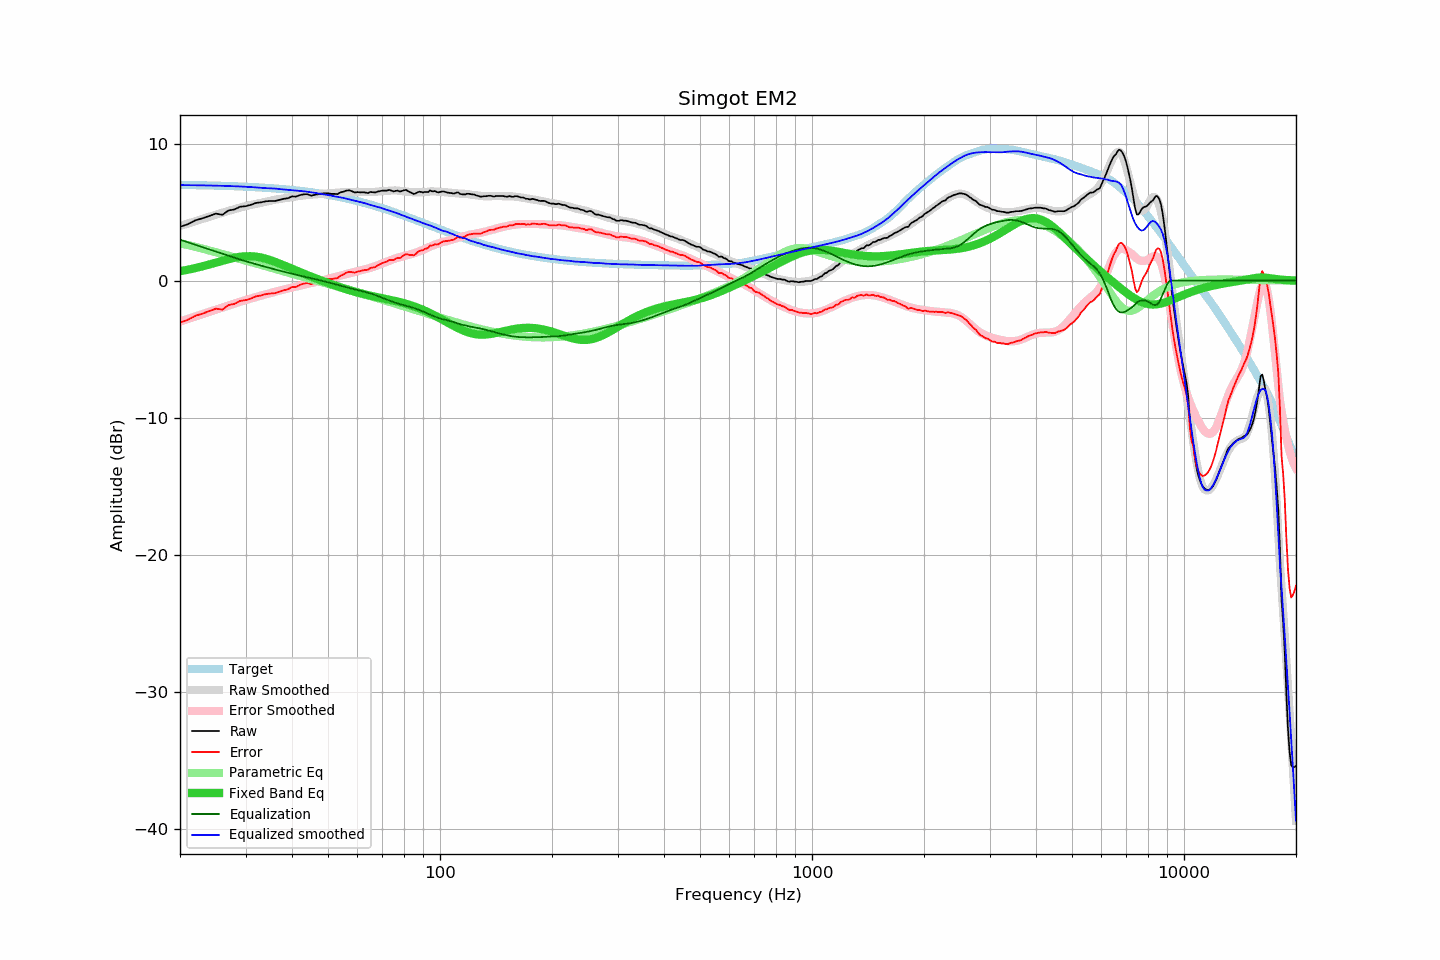 Simgot EM2
10
0
−10
−20
−30
−40
Amplitude (dBr)
Target
Raw Smoothed
Error Smoothed
Raw
Error
Parametric Eq
Fixed Band Eq
Equalization
Equalized smoothed
100
1000
10000
Frequency (Hz)